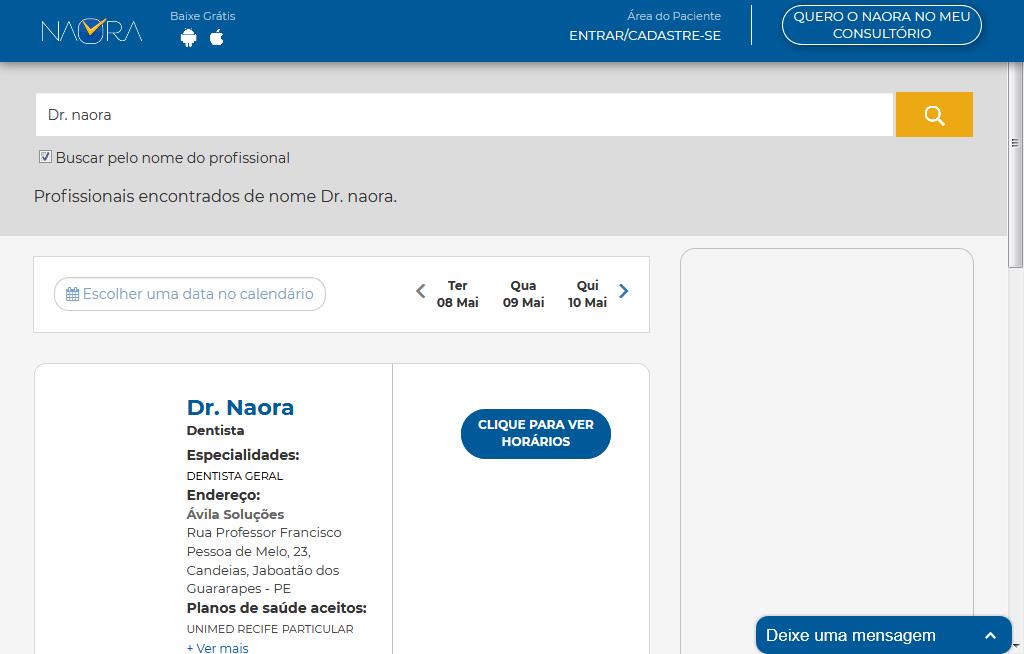 NAORA
Baixe Grátis
Área do Paciente
ENTRAR/CADASTRE-SE
QUERO O NAORA NO MEU
CONSULTÓRIO
Dr. naora
Buscar pelo nome do profissional
Profissionais encontrados de nome Dr. naora.
Escolher uma data no calendário
Ter Qua Qui
08 Mai 09 Mai 10 Mai
Dr. Naora
Dentista
Especialidades:
DENTISTA GERAL
Endereço:
Ávila Soluções
Rua Professor Francisco
Pessoa de Melo, 23,
Candeias, Jaboatão dos
Guararapes - PE
Planos de saúde aceitos:
UNIMED RECIFE PARTICULAR
+ Ver mais
CLIQUE PARA VER
HORÁRIOS
Deixe uma mensagem